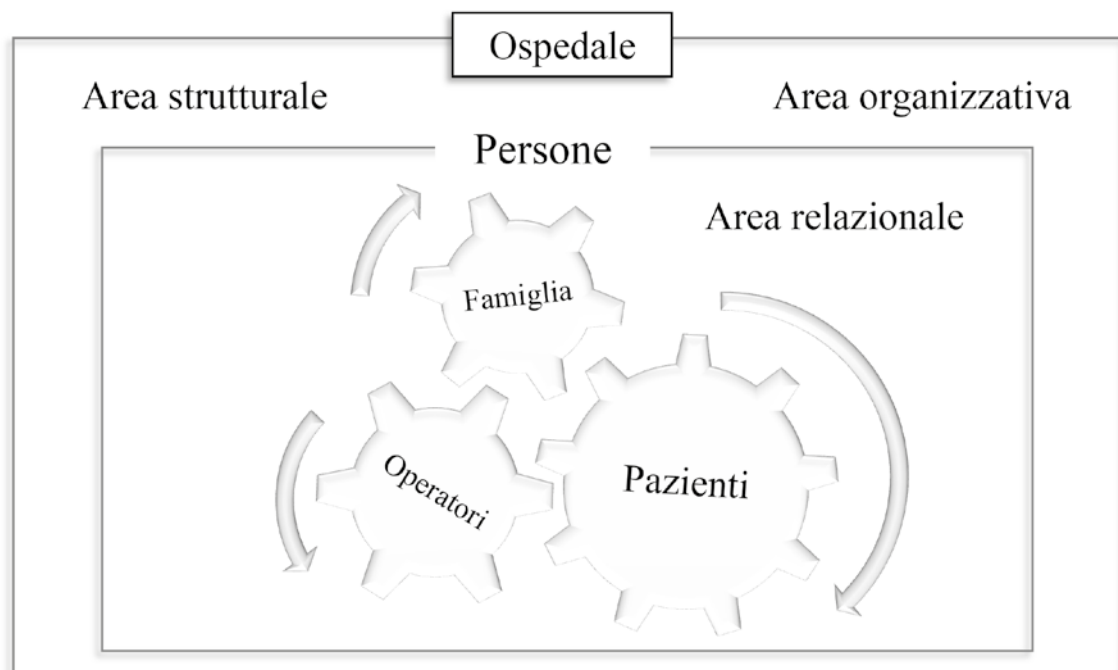 Ospedale
Area strutturale
Area organizzativa
Persone
Area relazionale
Famiglia
Operatori
Pazienti